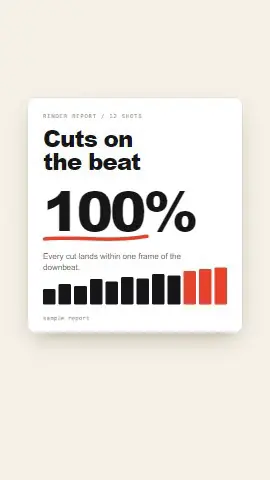 RENDER REPORT / 12 SHOTS
Cuts on
the beat
100%
Every cut lands within one frame of the
downbeat.
sample report